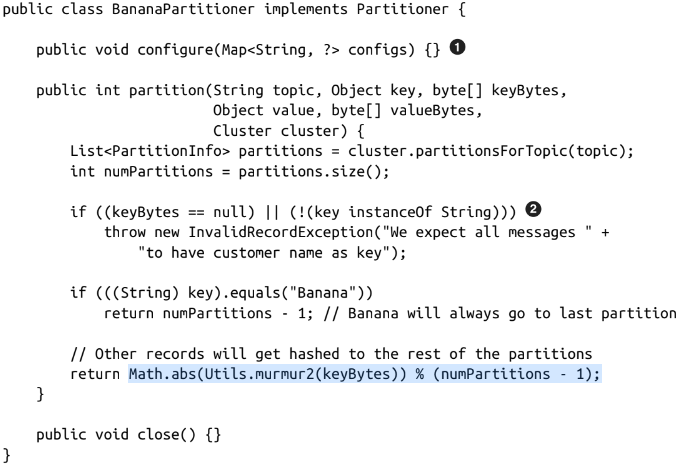 public class BananaPartitioner implements Partitioner {
public void configure(Map<String, ?> configs) {} ❶
public int partition(String topic, Object key, byte[] keyBytes,
Object value, byte[] valueBytes,
Cluster cluster) {
List<PartitionInfo> partitions = cluster.partitionsForTopic(topic);
int numPartitions = partitions.size();
if ((keyBytes == null) || (!(key instanceOf String))) ❷
throw new InvalidRecordException("We expect all messages " +
"to have customer name as key");
if (((String) key).equals("Banana"))
return numPartitions - 1; // Banana will always go to last partition
// Other records will get hashed to the rest of the partitions
return Math.abs(Utils.murmur2(keyBytes)) % (numPartitions - 1);
}
public void close() {}
}